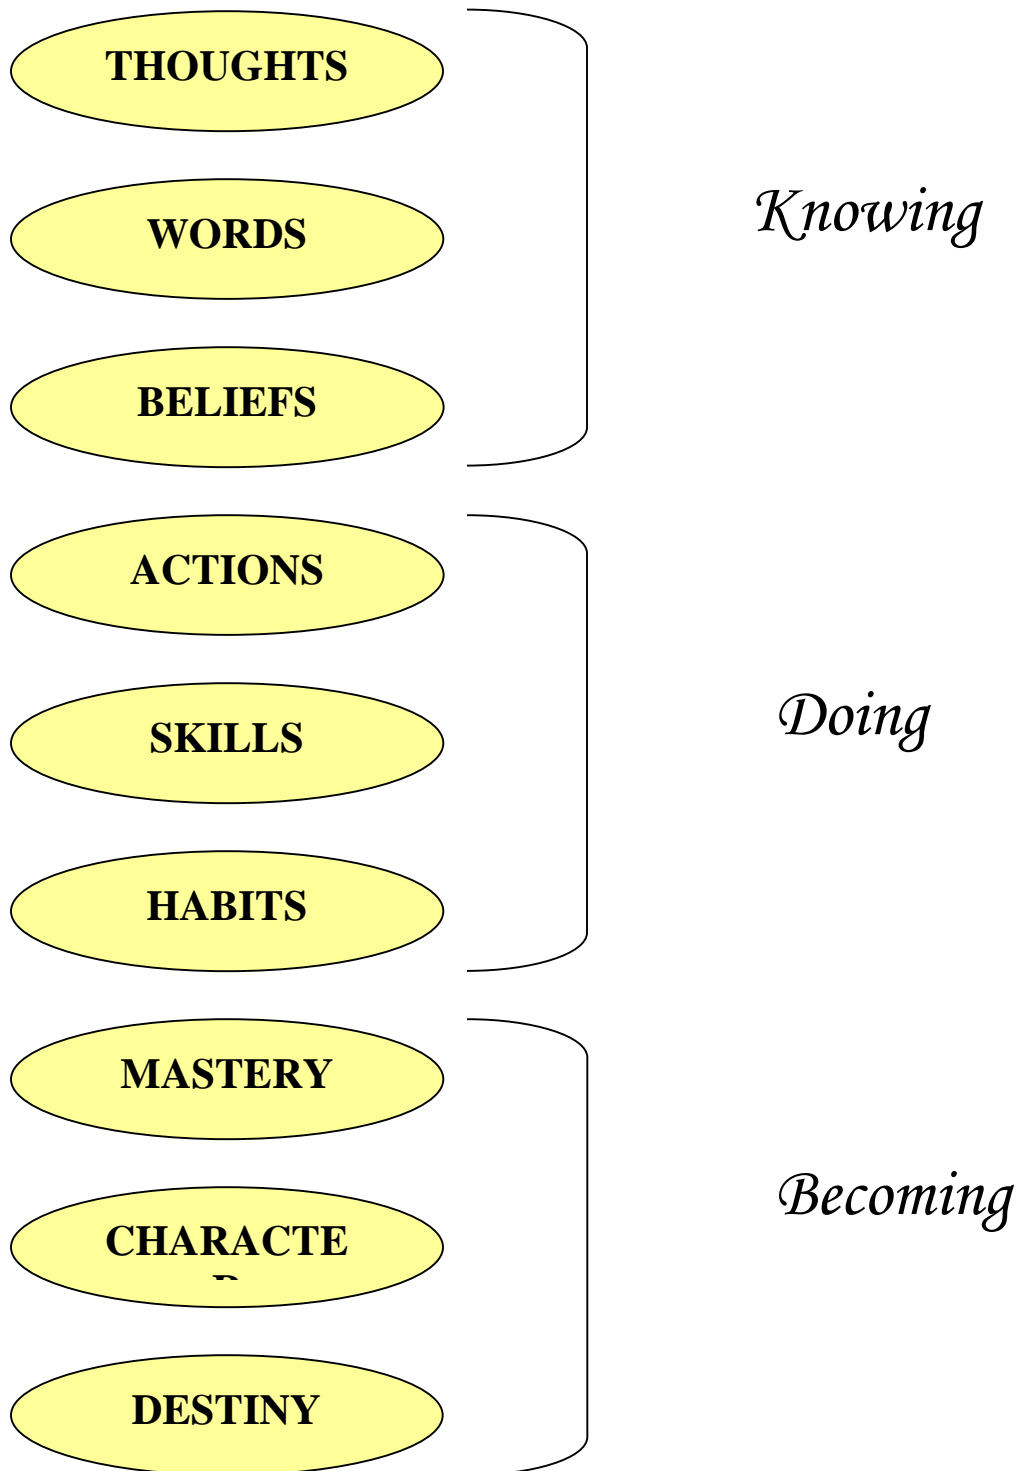 THOUGHTS
WORDS
BELIEFS
Knowing
ACTIONS
SKILLS
HABITS
Doing
MASTERY
CHARACTE
R
DESTINY
Becoming